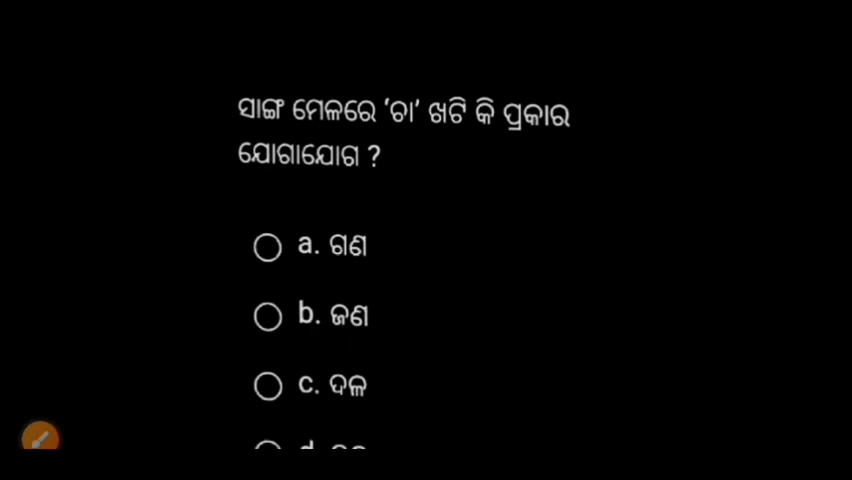 ସାଙ୍ଗ ମେଳରେ ‘ଚା’ ଖଟି କି ପ୍ରକାର
ଯୋଗାଯୋଗ ?
a. ଗଣ
b. ଜଣ
c. ଦଳ